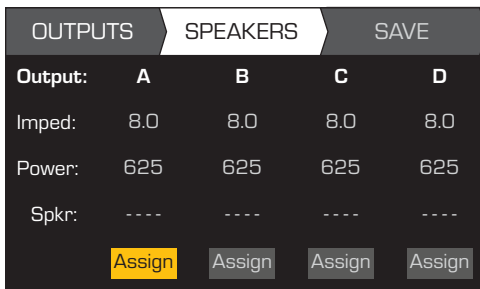 OUTPUTS SPEAKERS SAVE
Output: A B C D
Imped: 8.0 8.0 8.0 8.0
Power: 625 625 625 625
Spkr: ---- ---- ---- ----
Assign Assign Assign Assign